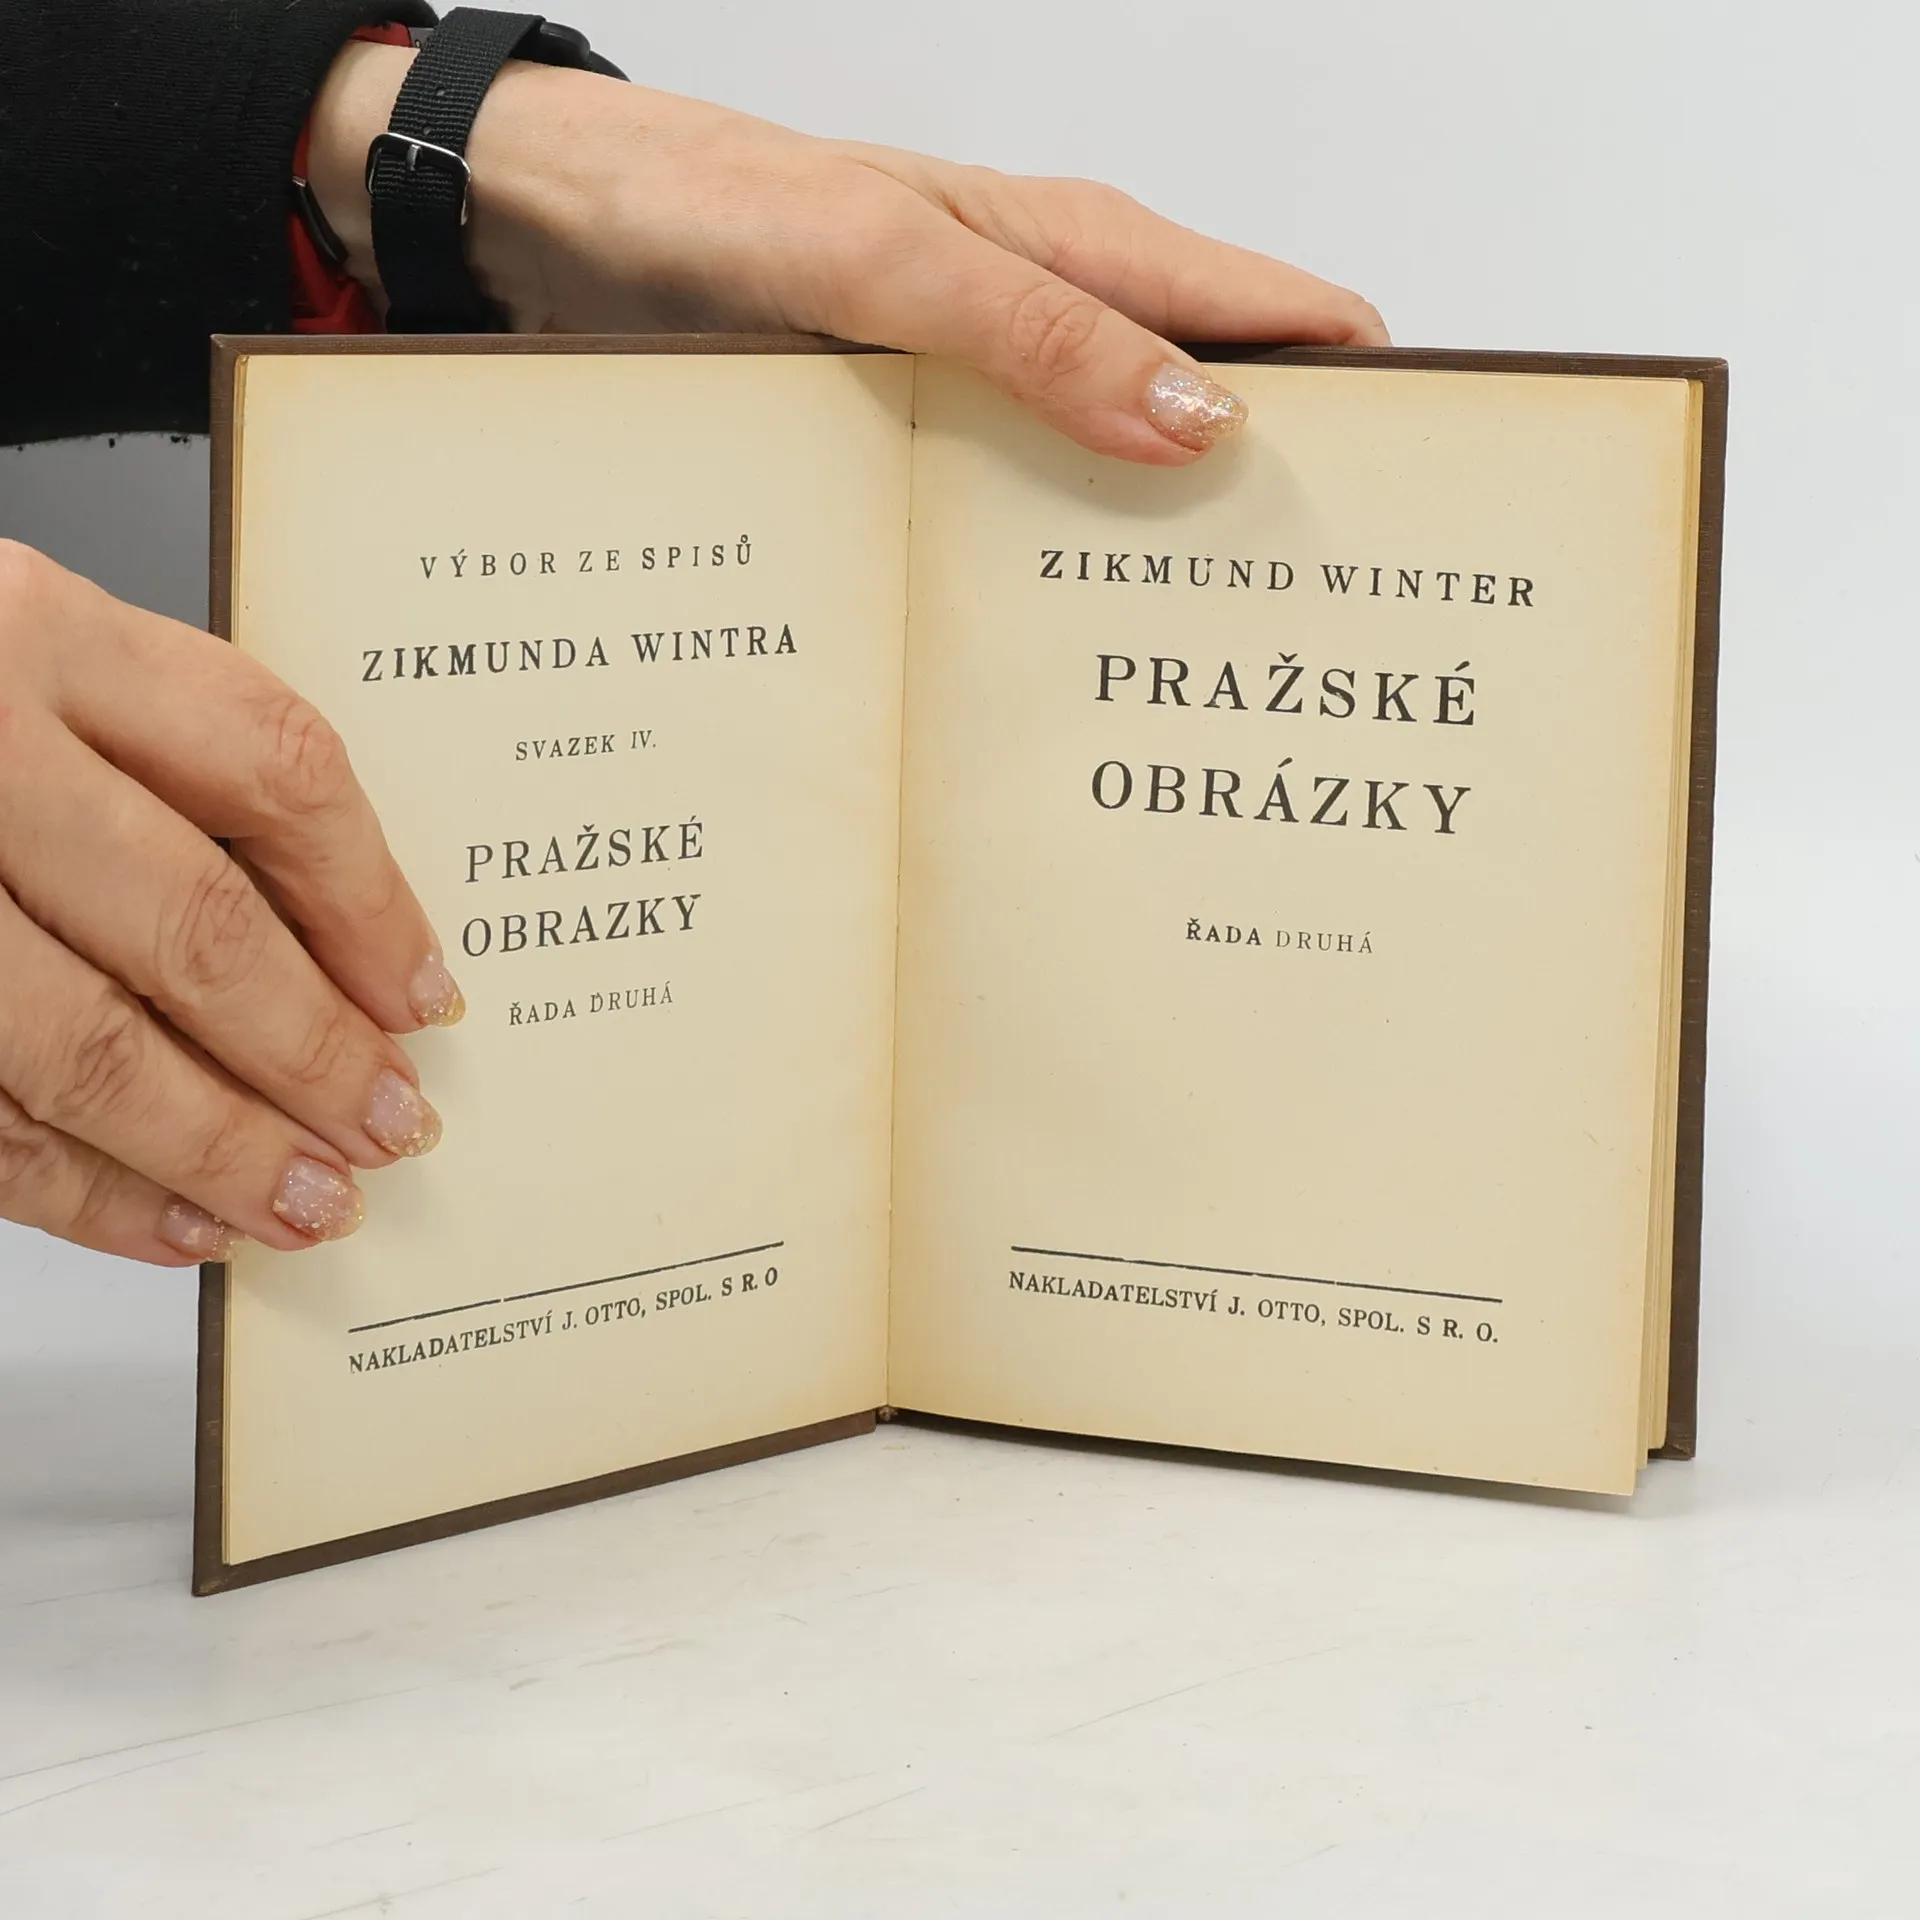 VÝBOR ZE SPISŮ
ZIKMUNDA WINTRA
SVAZEK IV.
PRAŽSKÉ
OBRAZKY
ŘADA DRUHÁ
NAKLADATELSTVÍ J. OTTO, SPOL. S R. O
ZIKMUND WINTER
PRAŽSKÉ
OBRÁZKY
ŘADA DRUHÁ
NAKLADATELSTVÍ J. OTTO, SPOL. S R. O.